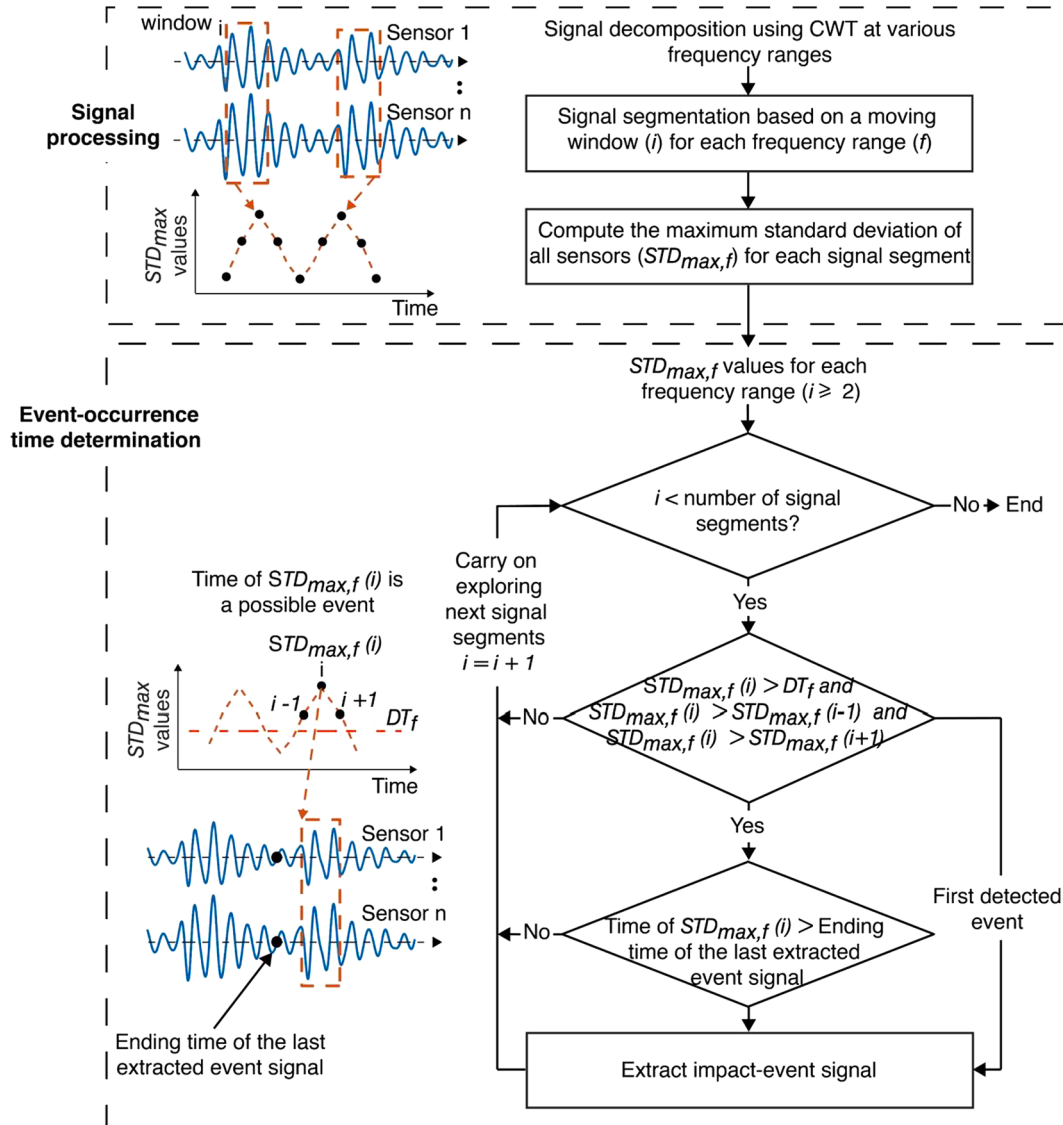 window i
Sensor 1
Sensor n
Signal
processing
STDmax
values
Time
Signal decomposition using CWT at various
frequency ranges
Signal segmentation based on a moving
window (i) for each frequency range (f)
Compute the maximum standard deviation of
all sensors (STDmax,f) for each signal segment
Event-occurrence
time determination
STDmax,f values for each
frequency range (i ⩾ 2)
i < number of signal
segments?
No
End
Yes
Carry on
exploring
next signal
segments
i = i + 1
STDmax,f (i) > DTf and
STDmax,f (i) > STDmax,f (i-1) and
STDmax,f (i) > STDmax,f (i+1)
No
Yes
First detected
event
Time of STDmax,f (i) > Ending
time of the last extracted
event signal
No
Extract impact-event signal
Time of STDmax,f (i) is
a possible event
STDmax,f (i)
i
i -1
i +1
DTf
STDmax
values
Time
Sensor 1
Sensor n
Ending time of the last
extracted event signal